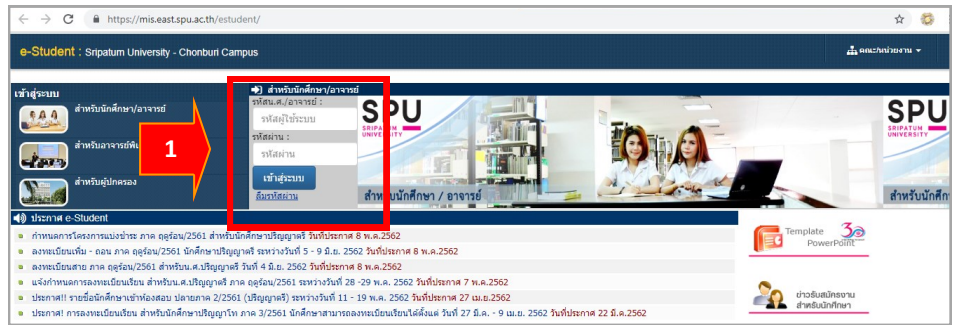 https://mis.east.spu.ac.th/estudent/
e-Student : Sripatum University - Chonburi Campus
คณะ/หน่วยงาน
เข้าสู่ระบบ
สำหรับนักศึกษา/อาจารย์
สำหรับอาจารย์พิเ
สำหรับผู้ปกครอง
1
สำหรับนักศึกษา/อาจารย์
รหัสน.ศ./อาจารย์ :
รหัสผู้ใช้ระบบ
รหัสผ่าน :
รหัสผ่าน
เข้าสู่ระบบ
ลืมรหัสผ่าน
SPU
SRIPATUM
UNIVERSITY
สำหรับนักศึกษา / อาจารย์
SPU
SRIPATUM
UNIVERSITY
สำหรับนักศึก
ประกาศ e-Student
กำหนดการโครงการแบ่งชำระ ภาค ฤดูร้อน/2561 สำหรับนักศึกษาปริญญาตรี วันที่ประกาศ 8 พ.ค.2562
ลงทะเบียนเพิ่ม - ถอน ภาค ฤดูร้อน/2561 นักศึกษาปริญญาตรี ระหว่างวันที่ 5 - 9 มิ.ย. 2562 วันที่ประกาศ 8 พ.ค.2562
ลงทะเบียนสาย ภาค ฤดูร้อน/2561 สำหรับน.ศ.ปริญญาตรี วันที่ 4 มิ.ย. 2562 วันที่ประกาศ 8 พ.ค.2562
แจ้งกำหนดการลงทะเบียนเรียน สำหรับน.ศ.ปริญญาตรี ภาค ฤดูร้อน/2561 ระหว่างวันที่ 28 -29 พ.ค. 2562 วันที่ประกาศ 7 พ.ค.2562
ประกาศ!! รายชื่อนักศึกษาเข้าห้องสอบ ปลายภาค 2/2561 (ปริญญาตรี) ระหว่างวันที่ 11 - 19 พ.ค. 2562 วันที่ประกาศ 27 เม.ย.2562
ประกาศ! การลงทะเบียนเรียน สำหรับนักศึกษาปริญญาโท ภาค 3/2561 นักศึกษาสามารถลงทะเบียนเรียนได้ตั้งแต่ วันที่ 27 มี.ค. - 9 เม.ย. 2562 วันที่ประกาศ 22 มี.ค.2562
Template
PowerPoint
ข่าวรับสมัครงาน
สำหรับนักศึกษา